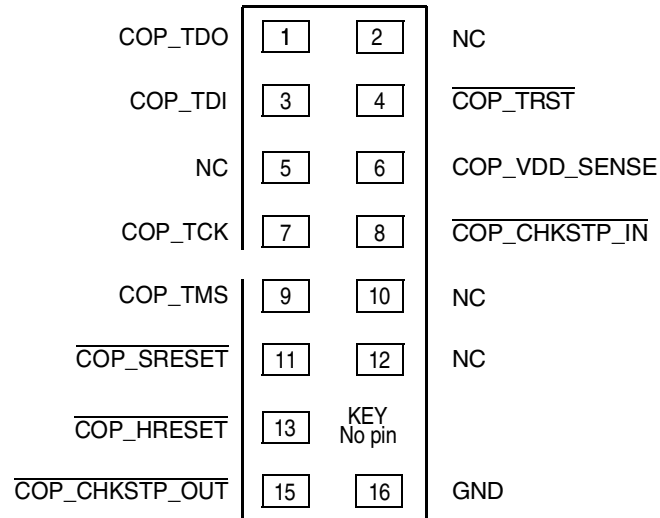 COP_TDO 1 2 NC
COP_TDI 3 4 COP_TRST
NC 5 6 COP_VDD_SENSE
COP_TCK 7 8 COP_CHKSTP_IN
COP_TMS 9 10 NC
COP_SRESET 11 12 NC
COP_HRESET 13 KEY
No pin
COP_CHKSTP_OUT 15 16 GND